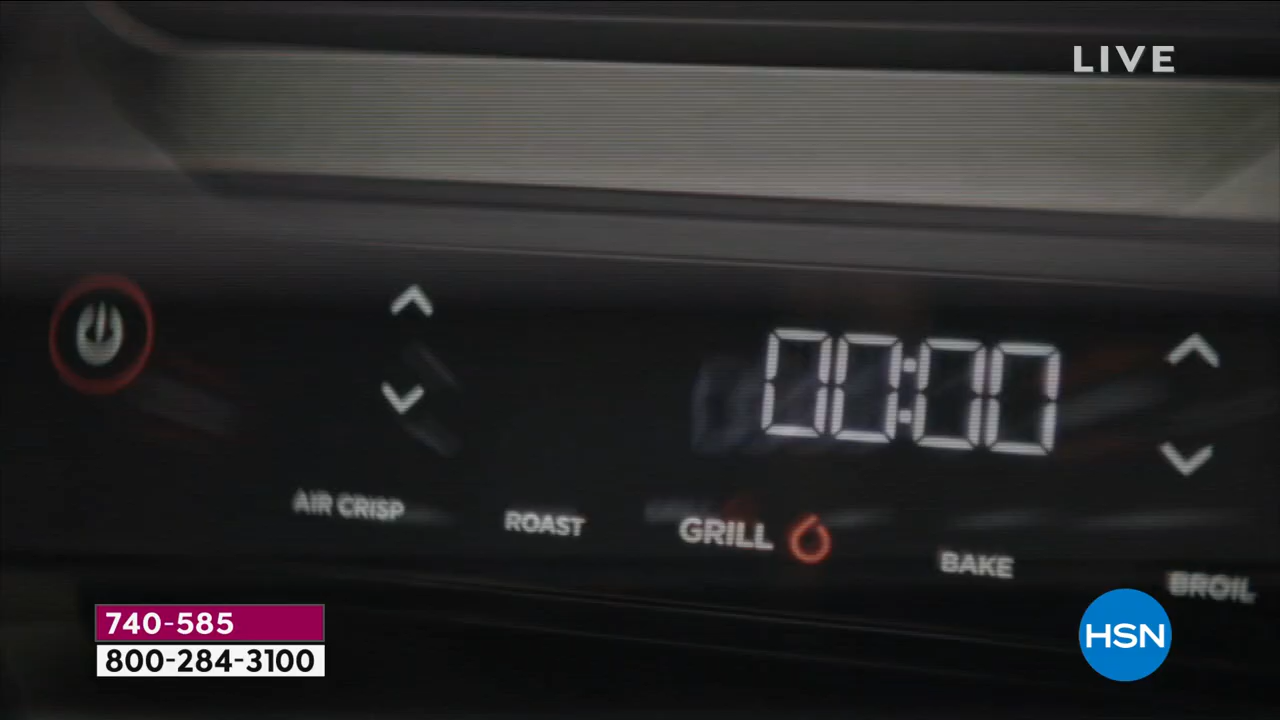 LIVE
00:00
AIR CRISP
ROAST
GRILL
BAKE
BROIL
740-585
800-284-3100
HSN